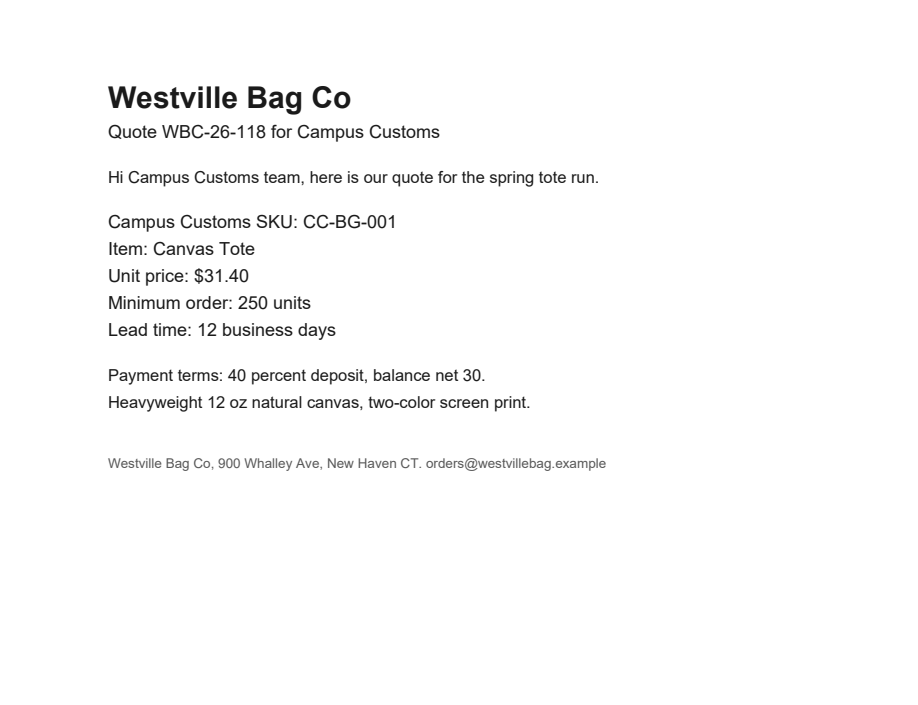 Westville Bag Co
Quote WBC-26-118 for Campus Customs
Hi Campus Customs team, here is our quote for the spring tote run.
Campus Customs SKU: CC-BG-001
Item: Canvas Tote
Unit price: $31.40
Minimum order: 250 units
Lead time: 12 business days
Payment terms: 40 percent deposit, balance net 30.
Heavyweight 12 oz natural canvas, two-color screen print.
Westville Bag Co, 900 Whalley Ave, New Haven CT. orders@westvillebag.example